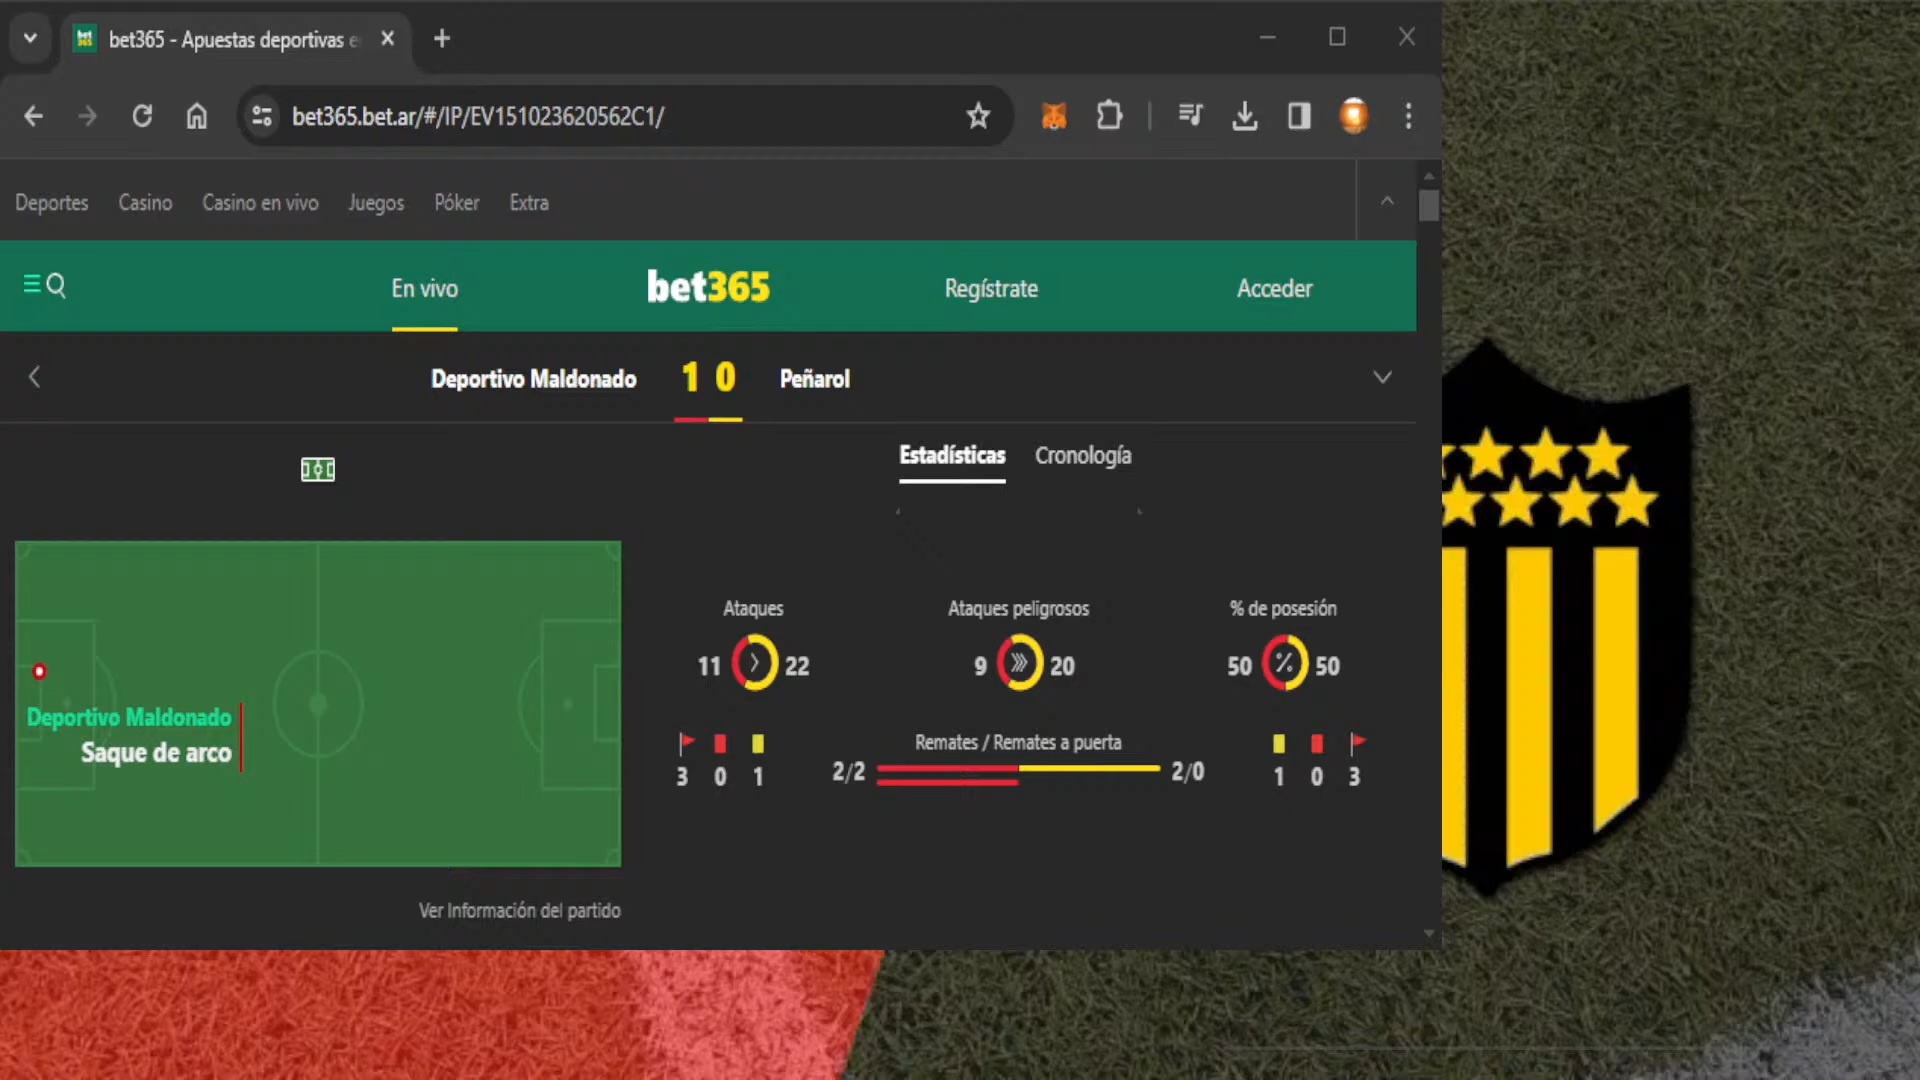 bet365 - Apuestas deportivas e
bet365.bet.ar/#/IP/EV151023620562C1/
Deportes Casino Casino en vivo Juegos Póker Extra
En vivo bet365 Regístrate Acceder
Deportivo Maldonado 1 0 Peñarol
Estadísticas Cronología
Ataques Ataques peligrosos % de posesión
11 22 9 20 50 % 50
Deportivo Maldonado
Saque de arco
Remates / Remates a puerta
2/2 2/0
3 0 1 1 0 3
Ver Información del partido